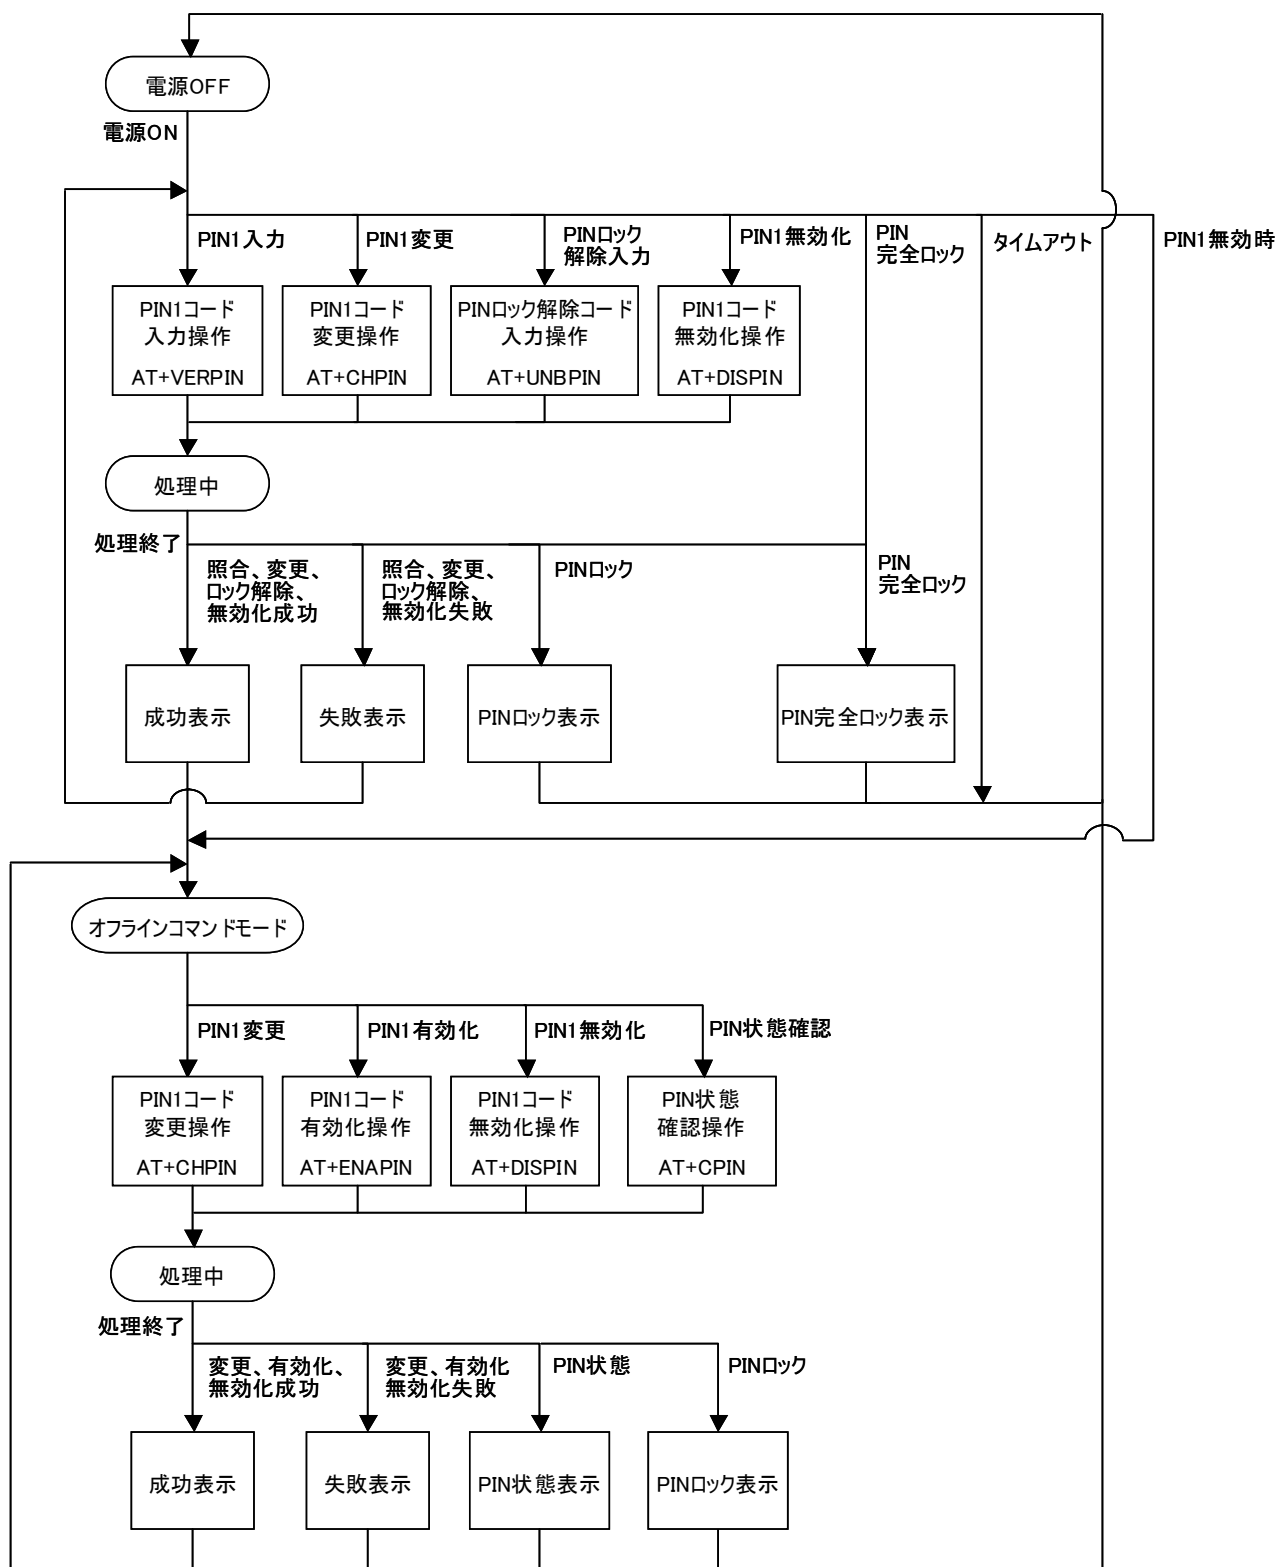 電源OFF
電源ON
PIN1入力
PIN1変更
PINロック
解除入力
PIN1無効化
PIN
完全ロック
タイムアウト
PIN1無効時
PIN1コード
入力操作
AT+VERPIN
PIN1コード
変更操作
AT+CHPIN
PINロック解除コード
入力操作
AT+UNBPIN
PIN1コード
無効化操作
AT+DISPIN
処理中
処理終了
照合、変更、
ロック解除、
無効化成功
照合、変更、
ロック解除、
無効化失敗
PINロック
PIN
完全ロック
成功表示
失敗表示
PINロック表示
PIN完全ロック表示
オフラインコマンドモード
PIN1変更
PIN1有効化
PIN1無効化
PIN状態確認
PIN1コード
変更操作
AT+CHPIN
PIN1コード
有効化操作
AT+ENAPIN
PIN1コード
無効化操作
AT+DISPIN
PIN状態
確認操作
AT+CPIN
処理中
処理終了
変更、有効化、
無効化成功
変更、有効化
無効化失敗
PIN状態
PINロック
成功表示
失敗表示
PIN状態表示
PINロック表示